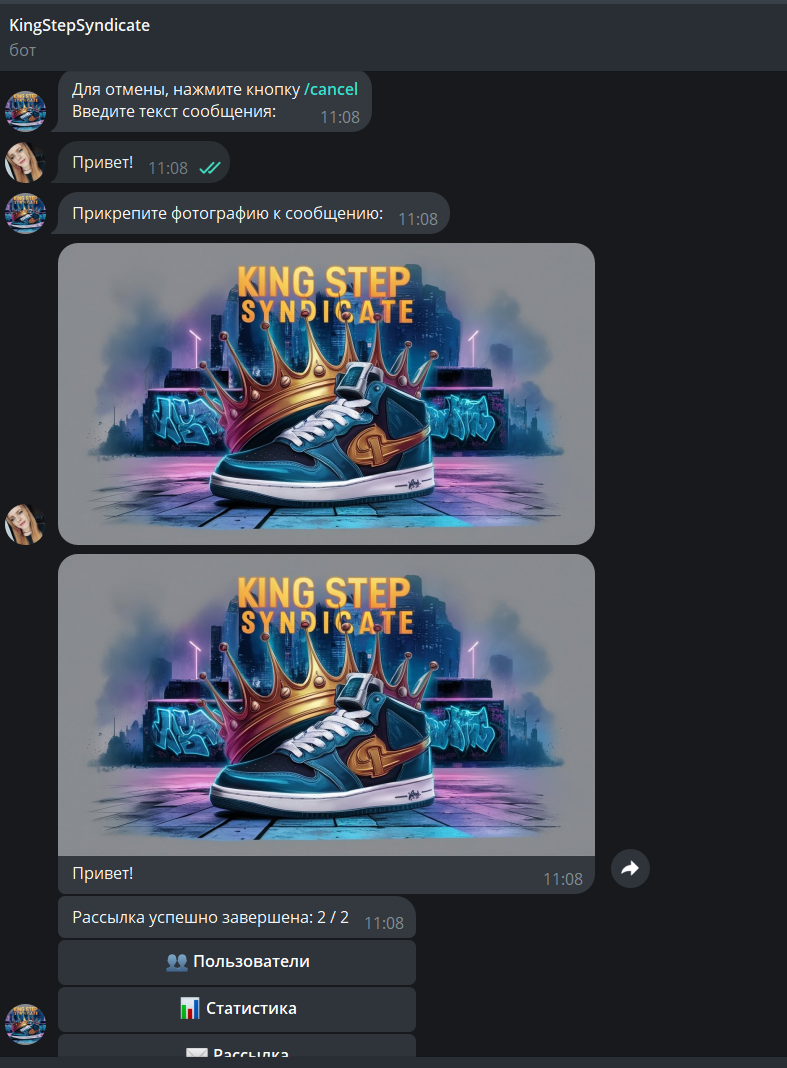 KingStepSyndicate
бот
Для отмены, нажмите кнопку /cancel
Введите текст сообщения:
11:08
Привет!
11:08
Прикрепите фотографию к сообщению:
11:08
KING STEP
SYNDICATE
KING STEP
SYNDICATE
Привет!
11:08
Рассылка успешно завершена: 2 / 2
11:08
Пользователи
Статистика
Рассылка